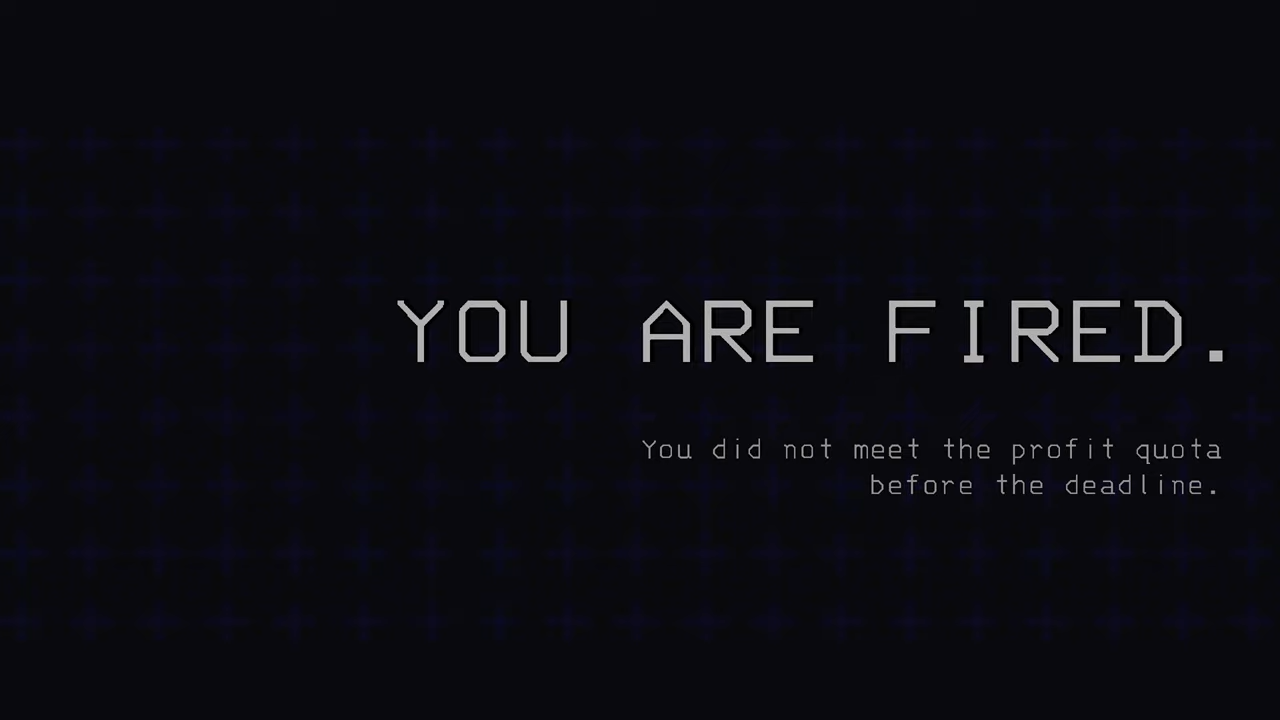 YOU ARE FIRED.
You did not meet the profit quota
before the deadline.